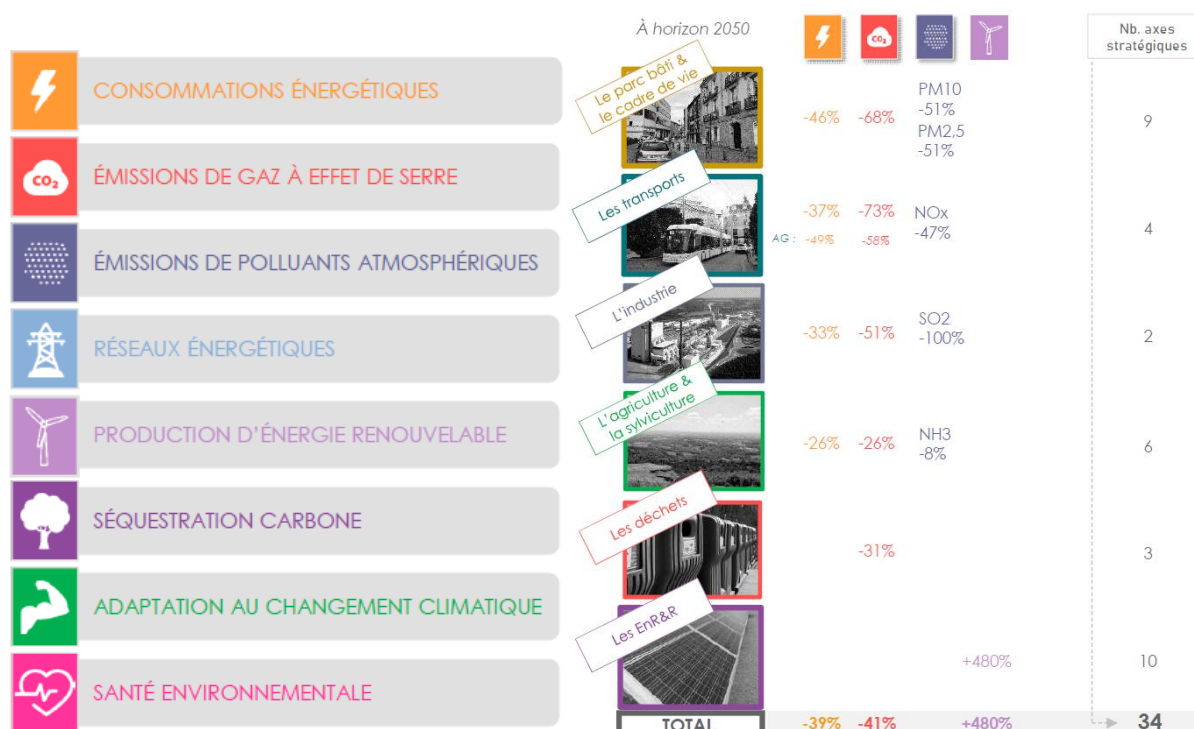 CONSOMMATIONS ÉNERGÉTIQUES
CO₂
ÉMISSIONS DE GAZ À EFFET DE SERRE
ÉMISSIONS DE POLLUANTS ATMOSPHÉRIQUES
RÉSEAUX ÉNERGÉTIQUES
PRODUCTION D'ÉNERGIE RENOUVELABLE
SÉQUESTRATION CARBONE
ADAPTATION AU CHANGEMENT CLIMATIQUE
SANTÉ ENVIRONNEMENTALE
À horizon 2050
CO₂
Nb. axes
stratégiques
Le parc bâti &
le cadre de vie
-46% -68%
PM10
-51%
PM2,5
-51%
9
Les transports
-37% -73%
AG : -49% -58%
NOx
-47%
4
L'industrie
-33% -51%
SO2
-100%
2
L'agriculture &
la sylviculture
-26% -26%
NH3
-8%
6
Les déchets
-31%
3
Les EnR&R
+480%
10
TOTAL -39% -41% +480% 34